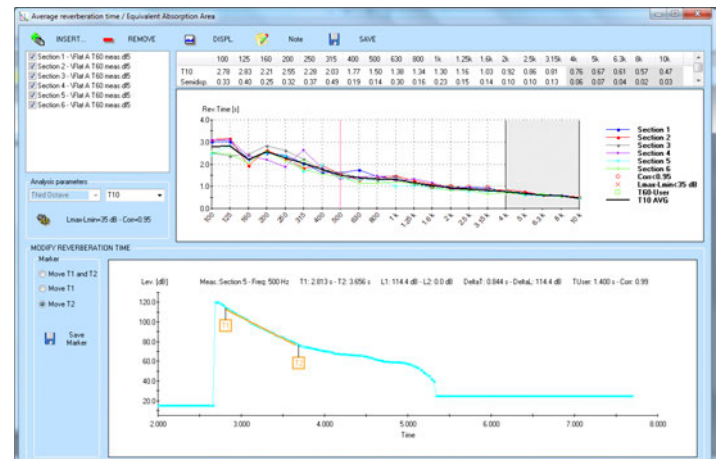 Average reverberation time / Equivalent Absorption Area
INSERT... REMOVE DISPL. Note SAVE
Section 1 - \Flat A T60 meas.df5
Section 2 - \Flat A T60 meas.df5
Section 3 - \Flat A T60 meas.df5
Section 4 - \Flat A T60 meas.df5
Section 5 - \Flat A T60 meas.df5
Section 6 - \Flat A T60 meas.df5
100 125 160 200 250 315 400 500 630 800 1k 1.25k 1.6k 2k 2.5k 3.15k 4k 5k 6.3k 8k 10k
T10 2.78 2.83 2.21 2.55 2.28 2.03 1.77 1.50 1.38 1.34 1.30 1.16 1.03 0.92 0.86 0.81 0.76 0.67 0.61 0.57 0.47
Semidisp. 0.33 0.40 0.25 0.32 0.37 0.49 0.19 0.14 0.30 0.16 0.23 0.15 0.14 0.10 0.10 0.13 0.06 0.07 0.04 0.02 0.03
Rev.Time [s]
4.0
3.0
2.0
1.0
0.0
100 125 160 200 250 315 400 500 630 800 1 k 1.25 k 1.6 k 2 k 2.5 k 3.15 k 4 k 5 k 6.3 k 8 k 10 k
Section 1
Section 2
Section 3
Section 4
Section 5
Section 6
Corr<0.95
Lmax-Lmin<35 dB
T60-User
T10 AVG
Analysis parameters
Third Octave T10
Lmax-Lmin=35 dB - Corr=0.95
MODIFY REVERBERATION TIME
Marker
Move T1 and T2
Move T1
Move T2
Save
Marker
Lev. [dB] Meas.:Section 5 - Freq: 500 Hz T1: 2.813 s - T2: 3.656 s L1: 114.4 dB - L2: 0.0 dB DeltaT: 0.844 s - DeltaL: 114.4 dB TUser: 1.400 s - Corr: 0.99
120.0
100.0
80.0
60.0
40.0
20.0
T1
T2
2.000 3.000 4.000 5.000 6.000 7.000 8.000
Time